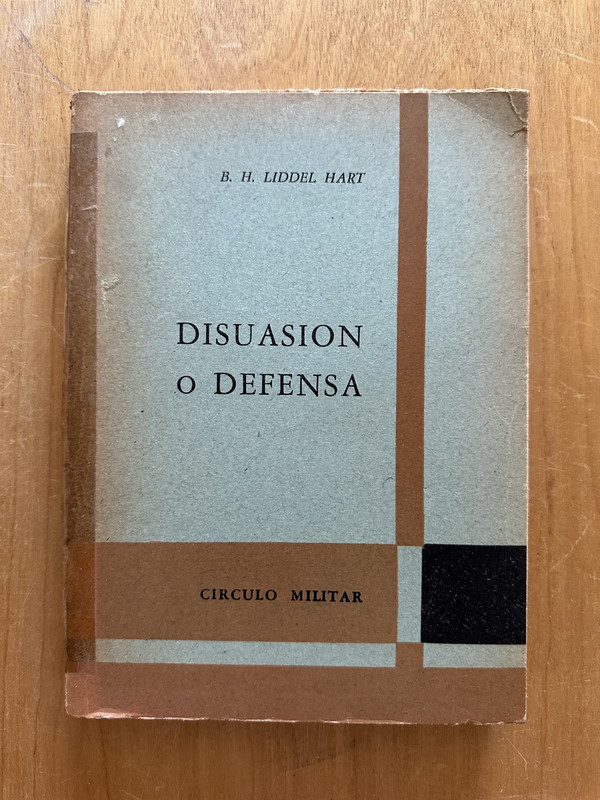 B. H. LIDDEL HART
DISUASION
O DEFENSA
CIRCULO MILITAR